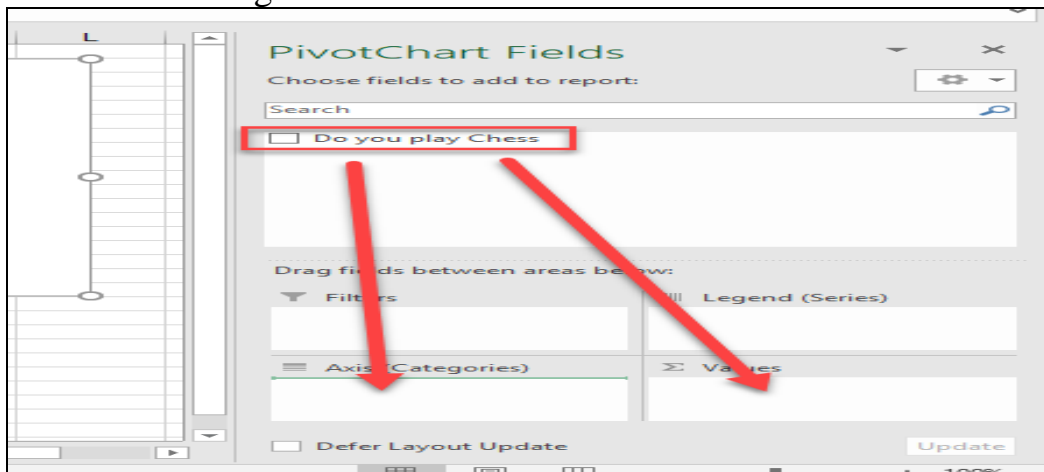 L
PivotChart Fields
Choose fields to add to report:
Search
Do you play Chess
Drag fields between areas below:
Filters
Legend (Series)
Axis (Categories)
Σ Values
Defer Layout Update
Update
100%